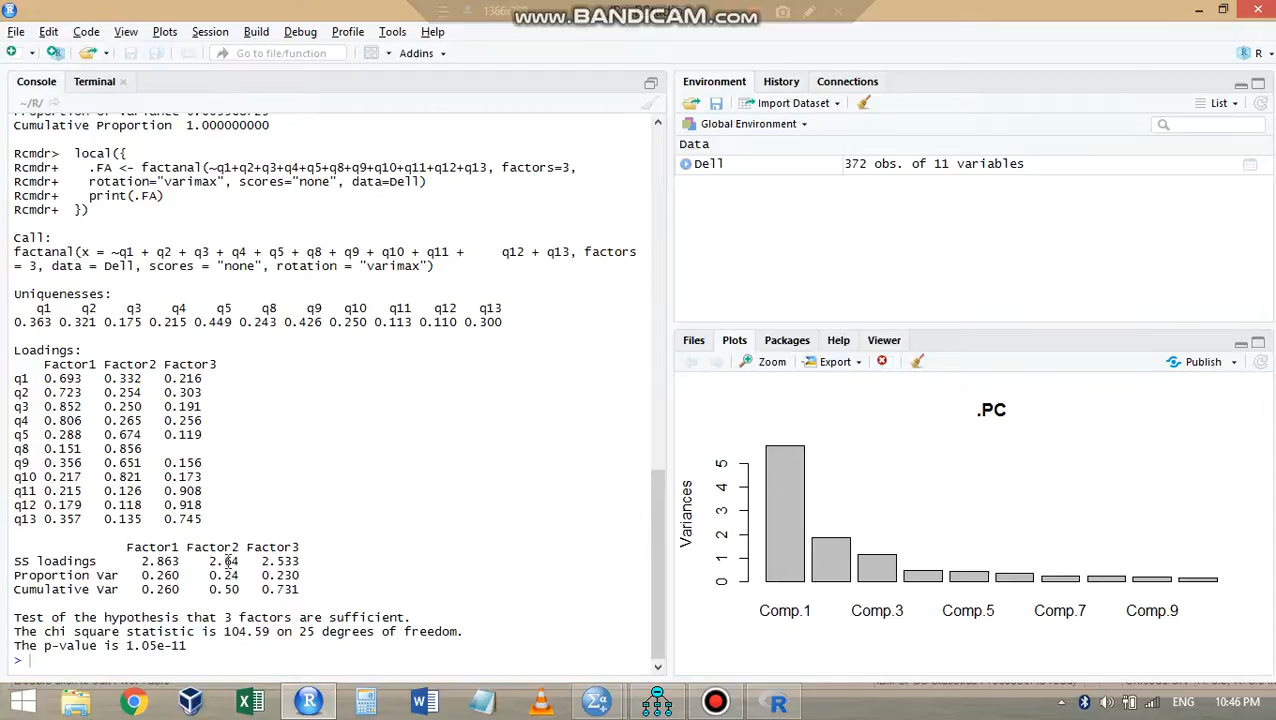 1366x768
www.BANDICAM.com
File Edit Code View Plots Session Build Debug Profile Tools Help
Go to file/function
Addins
R
Console Terminal
~/R/
Cumulative Proportion 1.000000000
Rcmdr> local({
Rcmdr+ .FA <- factanal(~q1+q2+q3+q4+q5+q8+q9+q10+q11+q12+q13, factors=3,
Rcmdr+ rotation="varimax", scores="none", data=Dell)
Rcmdr+ print(.FA)
Rcmdr+ })
Call:
factanal(x = ~q1 + q2 + q3 + q4 + q5 + q8 + q9 + q10 + q11 + q12 + q13, factors
= 3, data = Dell, scores = "none", rotation = "varimax")
Uniquenesses:
q1 q2 q3 q4 q5 q8 q9 q10 q11 q12 q13
0.363 0.321 0.175 0.215 0.449 0.243 0.426 0.250 0.113 0.110 0.300
Loadings:
Factor1 Factor2 Factor3
q1 0.693 0.332 0.216
q2 0.723 0.254 0.303
q3 0.852 0.250 0.191
q4 0.806 0.265 0.256
q5 0.288 0.674 0.119
q8 0.151 0.856
q9 0.356 0.651 0.156
q10 0.217 0.821 0.173
q11 0.215 0.126 0.908
q12 0.179 0.118 0.918
q13 0.357 0.135 0.745
Factor1 Factor2 Factor3
SS loadings 2.863 2.64 2.533
Proportion Var 0.260 0.24 0.230
Cumulative Var 0.260 0.50 0.731
Test of the hypothesis that 3 factors are sufficient.
The chi square statistic is 104.59 on 25 degrees of freedom.
The p-value is 1.05e-11
>
Environment History Connections
Import Dataset
List
Global Environment
Data
Dell 372 obs. of 11 variables
Files Plots Packages Help Viewer
Zoom Export Publish
.PC
Variances
0 1 2 3 4 5
Comp.1 Comp.3 Comp.5 Comp.7 Comp.9
ENG 10:46 PM